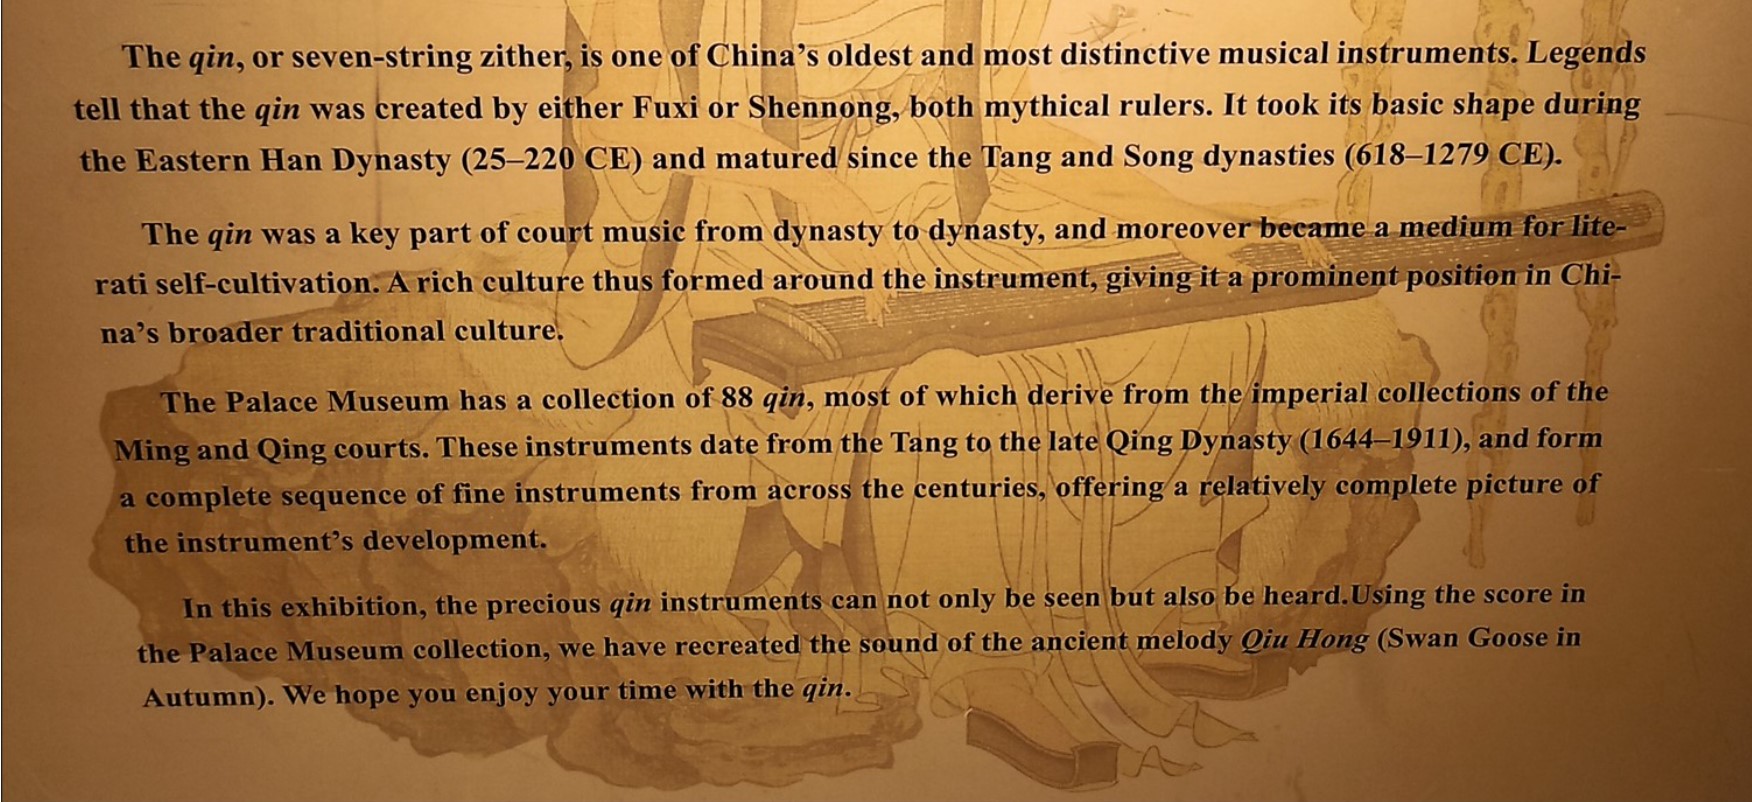 The qin, or seven-string zither, is one of China’s oldest and most distinctive musical instruments. Legends
tell that the qin was created by either Fuxi or Shennong, both mythical rulers. It took its basic shape during
the Eastern Han Dynasty (25–220 CE) and matured since the Tang and Song dynasties (618–1279 CE).
The qin was a key part of court music from dynasty to dynasty, and moreover became a medium for lite-
rati self-cultivation. A rich culture thus formed around the instrument, giving it a prominent position in Chi-
na’s broader traditional culture.
The Palace Museum has a collection of 88 qin, most of which derive from the imperial collections of the
Ming and Qing courts. These instruments date from the Tang to the late Qing Dynasty (1644–1911), and form
a complete sequence of fine instruments from across the centuries, offering a relatively complete picture of
the instrument’s development.
In this exhibition, the precious qin instruments can not only be seen but also be heard.Using the score in
the Palace Museum collection, we have recreated the sound of the ancient melody Qiu Hong (Swan Goose in
Autumn). We hope you enjoy your time with the qin.